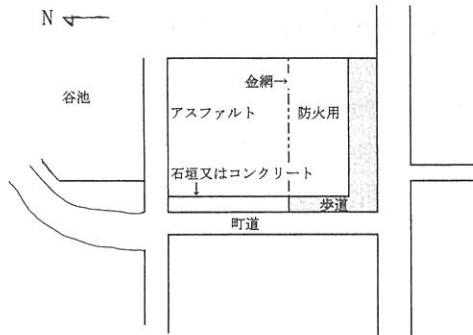 N
金網→
谷池
アスファルト
防火用
石垣又はコンクリート
歩道
町道